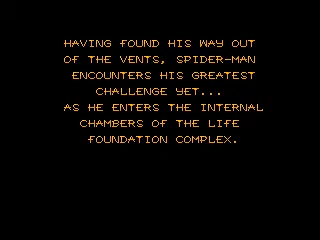 HAVING FOUND HIS WAY OUT
OF THE VENTS, SPIDER-MAN
ENCOUNTERS HIS GREATEST
CHALLENGE YET...
AS HE ENTERS THE INTERNAL
CHAMBERS OF THE LIFE
FOUNDATION COMPLEX.